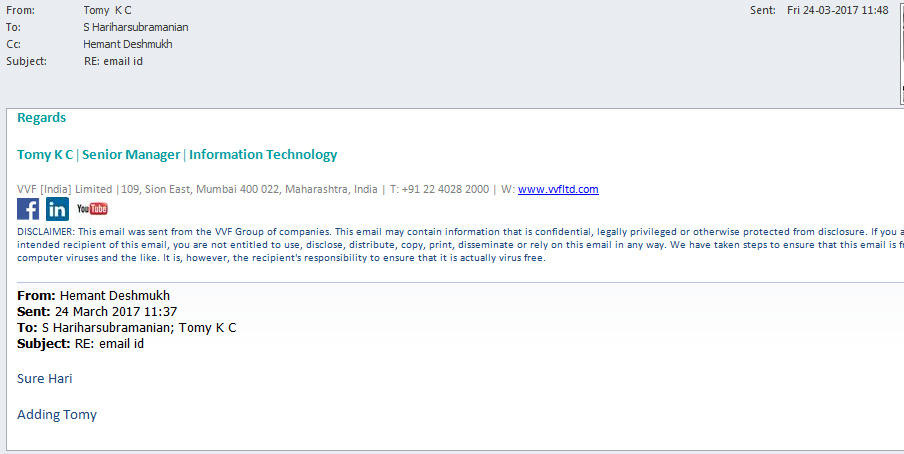 From: Tomy K C Sent: Fri 24-03-2017 11:48
To: S Hariharsubramanian
Cc: Hemant Deshmukh
Subject: RE: email id
Regards
Tomy K C | Senior Manager | Information Technology
VVF [India] Limited |109, Sion East, Mumbai 400 022, Maharashtra, India | T: +91 22 4028 2000 | W: www.vvfltd.com
f in YouTube
DISCLAIMER: This email was sent from the VVF Group of companies. This email may contain information that is confidential, legally privileged or otherwise protected from disclosure. If you a
intended recipient of this email, you are not entitled to use, disclose, distribute, copy, print, disseminate or rely on this email in any way. We have taken steps to ensure that this email is fr
computer viruses and the like. It is, however, the recipient's responsibility to ensure that it is actually virus free.
From: Hemant Deshmukh
Sent: 24 March 2017 11:37
To: S Hariharsubramanian; Tomy K C
Subject: RE: email id
Sure Hari
Adding Tomy